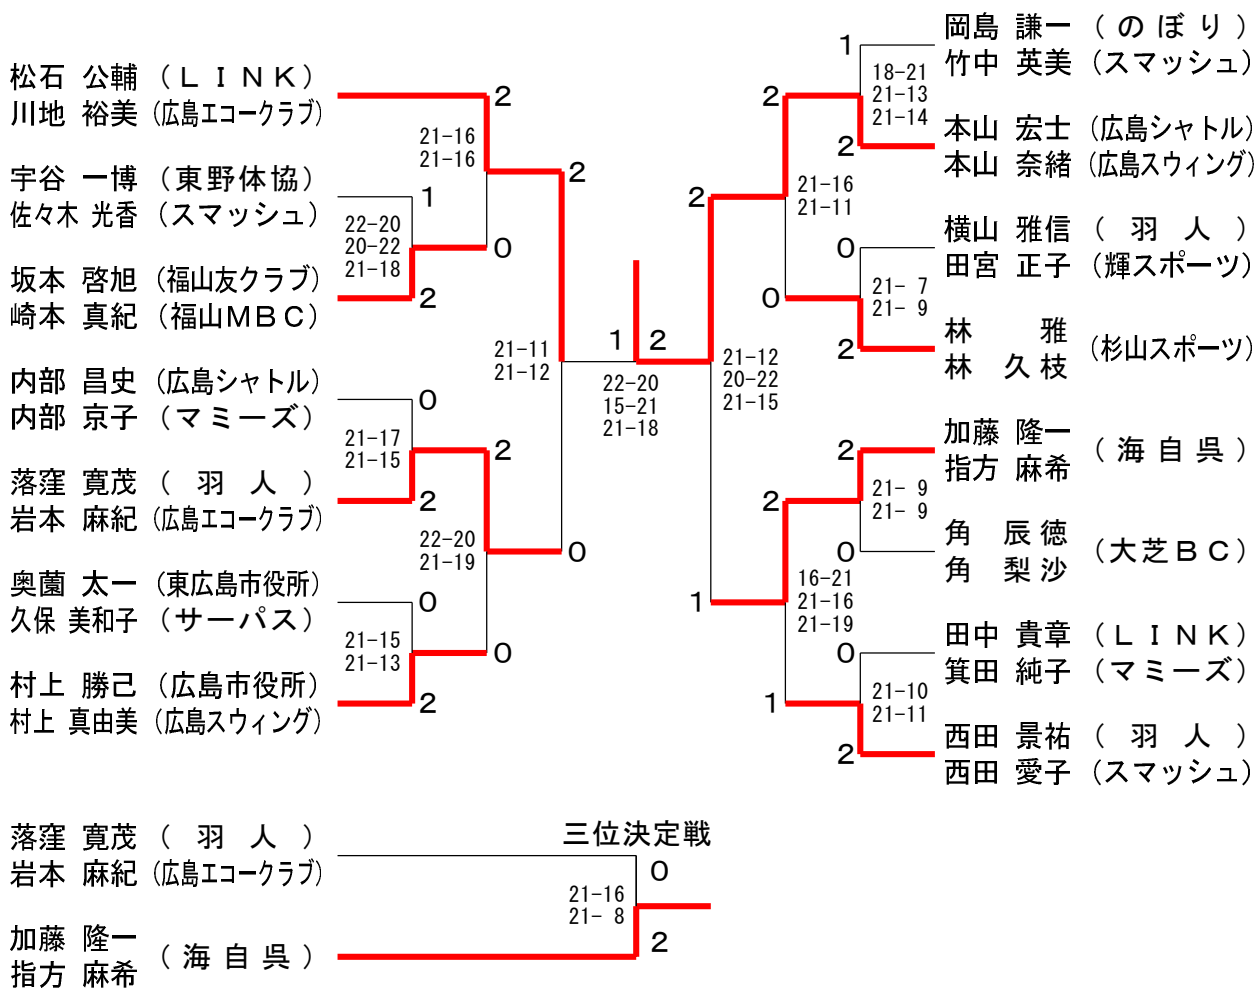 松石 公輔 (ＬＩＮＫ)
川地 裕美 (広島エコークラブ)
宇谷 一博 (東野体協)
佐々木 光香 (スマッシュ)
坂本 啓旭 (福山友クラブ)
崎本 真紀 (福山ＭＢＣ)
内部 昌史 (広島シャトル)
内部 京子 (マミーズ)
落窪 寛茂 (羽人)
岩本 麻紀 (広島エコークラブ)
奥薗 太一 (東広島市役所)
久保 美和子 (サーパス)
村上 勝己 (広島市役所)
村上 真由美 (広島スウィング)
2
21-16
21-16
1
22-20
20-22
21-18
0
2
2
21-11
21-12
0
21-17
21-15
2
2
22-20
21-19
0
0
21-15
21-13
0
2
1 2
22-20
15-21
21-18
岡島 謙一 (のぼり)
竹中 英美 (スマッシュ)
本山 宏士 (広島シャトル)
本山 奈緒 (広島スウィング)
横山 雅信 (羽人)
田宮 正子 (輝スポーツ)
林 雅
林 久枝
(杉山スポーツ)
加藤 隆一
指方 麻希
(海自呉)
角 辰徳
角 梨沙
(大芝ＢＣ)
田中 貴章 (ＬＩＮＫ)
箕田 純子 (マミーズ)
西田 景祐 (羽人)
西田 愛子 (スマッシュ)
1
18-21
21-13
21-14
2
2
21-16
21-11
2
0
21- 7
21- 9
0
2
21-12
20-22
21-15
2
21- 9
21- 9
2
0
16-21
21-16
21-19
1
0
21-10
21-11
1
2
三位決定戦
落窪 寛茂 (羽人)
岩本 麻紀 (広島エコークラブ)
0
21-16
21- 8
加藤 隆一
指方 麻希
(海自呉)
2